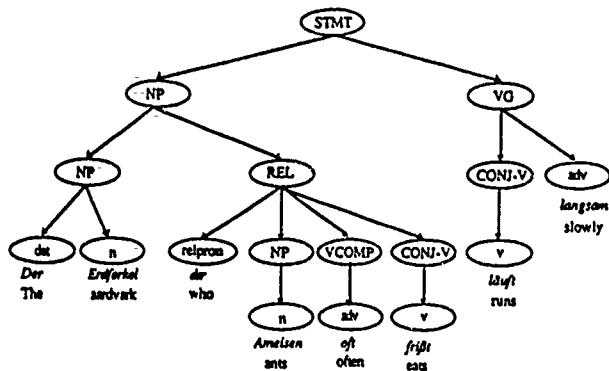 STMT
NP VG
NP REL CONJ-V adv
langsam
slowly
det n relpron NP VCOMP CONJ-V v
Der Erdferkel der läuft
The aardvark who runs
n adv v
Ameisen oft frißt
ants often eats